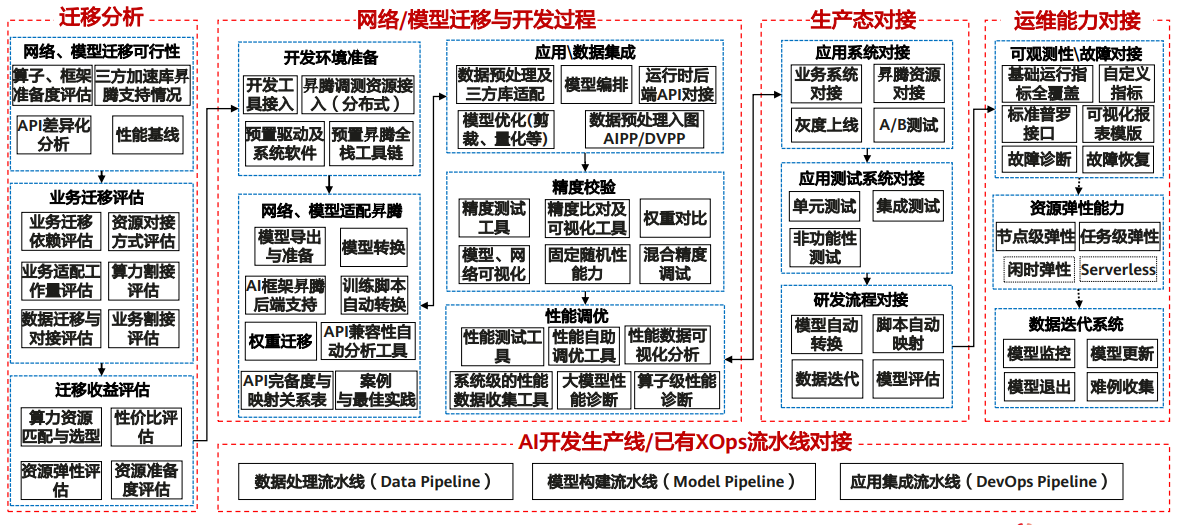 迁移分析
网络、模型迁移可行性
算子、框架
准备度评估
三方加速库昇
腾支持情况
API差异化
分析
性能基线
业务迁移评估
业务迁移
依赖评估
资源对接
方式评估
业务适配工
作量评估
算力割接
评估
数据迁移与
对接评估
业务割接
评估
迁移收益评估
算力资源
匹配与选型
性价比评
估
资源弹性评
估
资源准备
度评估
网络/模型迁移与开发过程
开发环境准备
开发工
具接入
昇腾调测资源接
入（分布式）
预置驱动及
系统软件
预置昇腾全
栈工具链
网络、模型适配昇腾
模型导出
与准备
模型转换
AI框架昇腾
后端支持
训练脚本
自动转换
权重迁移
API兼容性自
动分析工具
API完备度与
映射关系表
案例
与最佳实践
应用\数据集成
数据预处理及
三方库适配
模型编排
运行时后
端API对接
模型优化(剪
裁、量化等)
数据预处理入图
AIPP/DVPP
精度校验
精度测试工
具
精度比对及
可视化工具
权重对比
模型、网
络可视化
固定随机性
能力
混合精度
调试
性能调优
性能测试工
具
性能自助
调优工具
性能数据可
视化分析
系统级的性能
数据收集工具
大模型性
能诊断
算子级性能
诊断
生产态对接
应用系统对接
业务系统
对接
昇腾资源
对接
灰度上线
A/B测试
应用测试系统对接
单元测试
集成测试
非功能性
测试
研发流程对接
模型自动
转换
脚本自动
映射
数据迭代
模型评估
运维能力对接
可观测性\故障对接
基础运行指
标全覆盖
自定义
指标
标准普罗
接口
可视化报
表模版
故障诊断
故障恢复
资源弹性能力
节点级弹性
任务级弹性
闲时弹性
Serverless
数据迭代系统
模型监控
模型更新
模型退出
难例收集
AI开发生产线/已有XOps流水线对接
数据处理流水线（Data Pipeline）
模型构建流水线（Model Pipeline）
应用集成流水线（DevOps Pipeline）